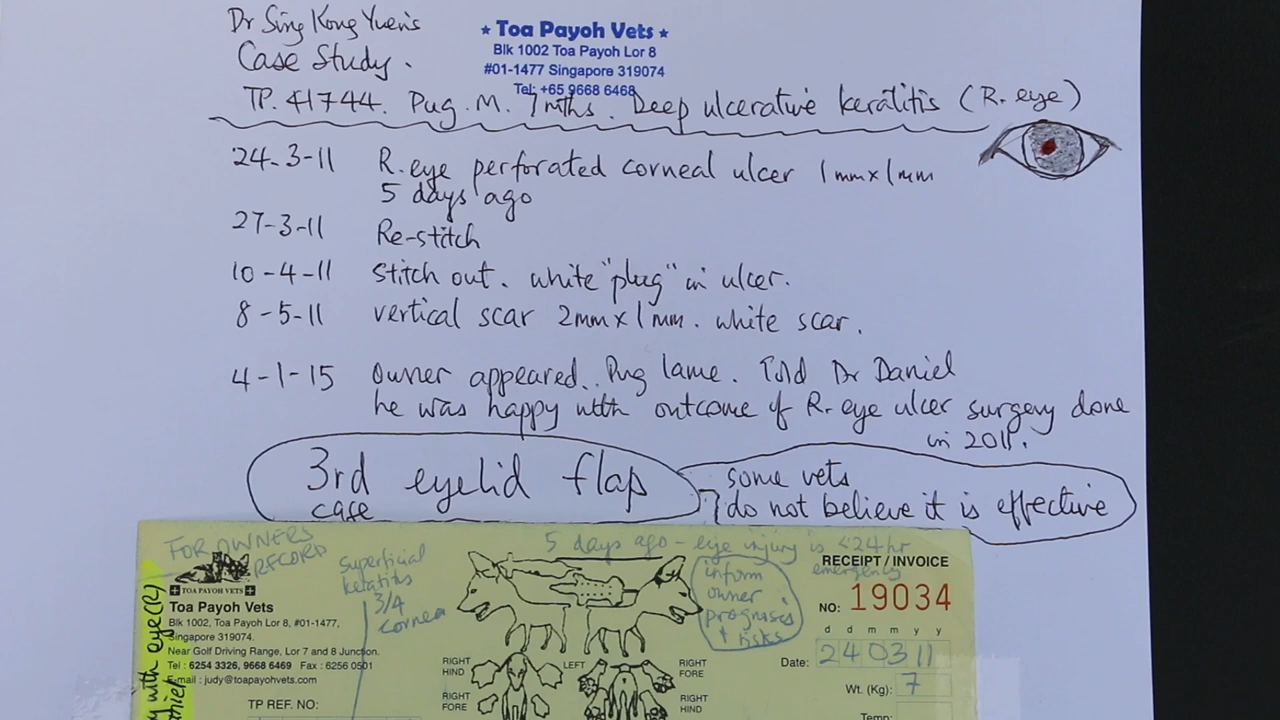 Dr Sing Kong Yuen's
Case Study.
★ Toa Payoh Vets ★
Blk 1002 Toa Payoh Lor 8
#01-1477 Singapore 319074
Tel: +65 9668 6468
TP. 41744. Pug. M. 7 mths. Deep ulcerative keratitis (R. eye)
24-3-11 R. eye perforated corneal ulcer 1mm x 1mm
5 days ago
27-3-11 Re-stitch
10-4-11 Stitch out. white "plug" in ulcer.
8-5-11 vertical scar 2mm x 1mm. white scar.
4-1-15 Owner appeared. Pug lame. Told Dr Daniel
he was happy with outcome of R. eye ulcer surgery done
in 2011.
3rd eyelid flap
case
some vets
do not believe it is effective
FOR OWNERS
RECORD
5 days ago - eye injury is <24hr
emergency
Superficial
keratitis
3/4
cornea
inform
owner
prognosis
+ risks
TOA PAYOH VETS
Toa Payoh Vets
Blk 1002, Toa Payoh Lor 8, #01-1477,
Singapore 319074.
Near Golf Driving Range, Lor 7 and 8 Junction.
Tel : 6254 3326, 9668 6469 Fax : 6256 0501
E-mail : judy@toapayohvets.com
TP REF. NO:
RECEIPT / INVOICE
NO: 19034
d d m m y y
Date: 240311
Wt. (Kg): 7
Temp:
RIGHT
HIND
LEFT
RIGHT
FORE
RIGHT
FORE
RIGHT
HIND
with eye(R)